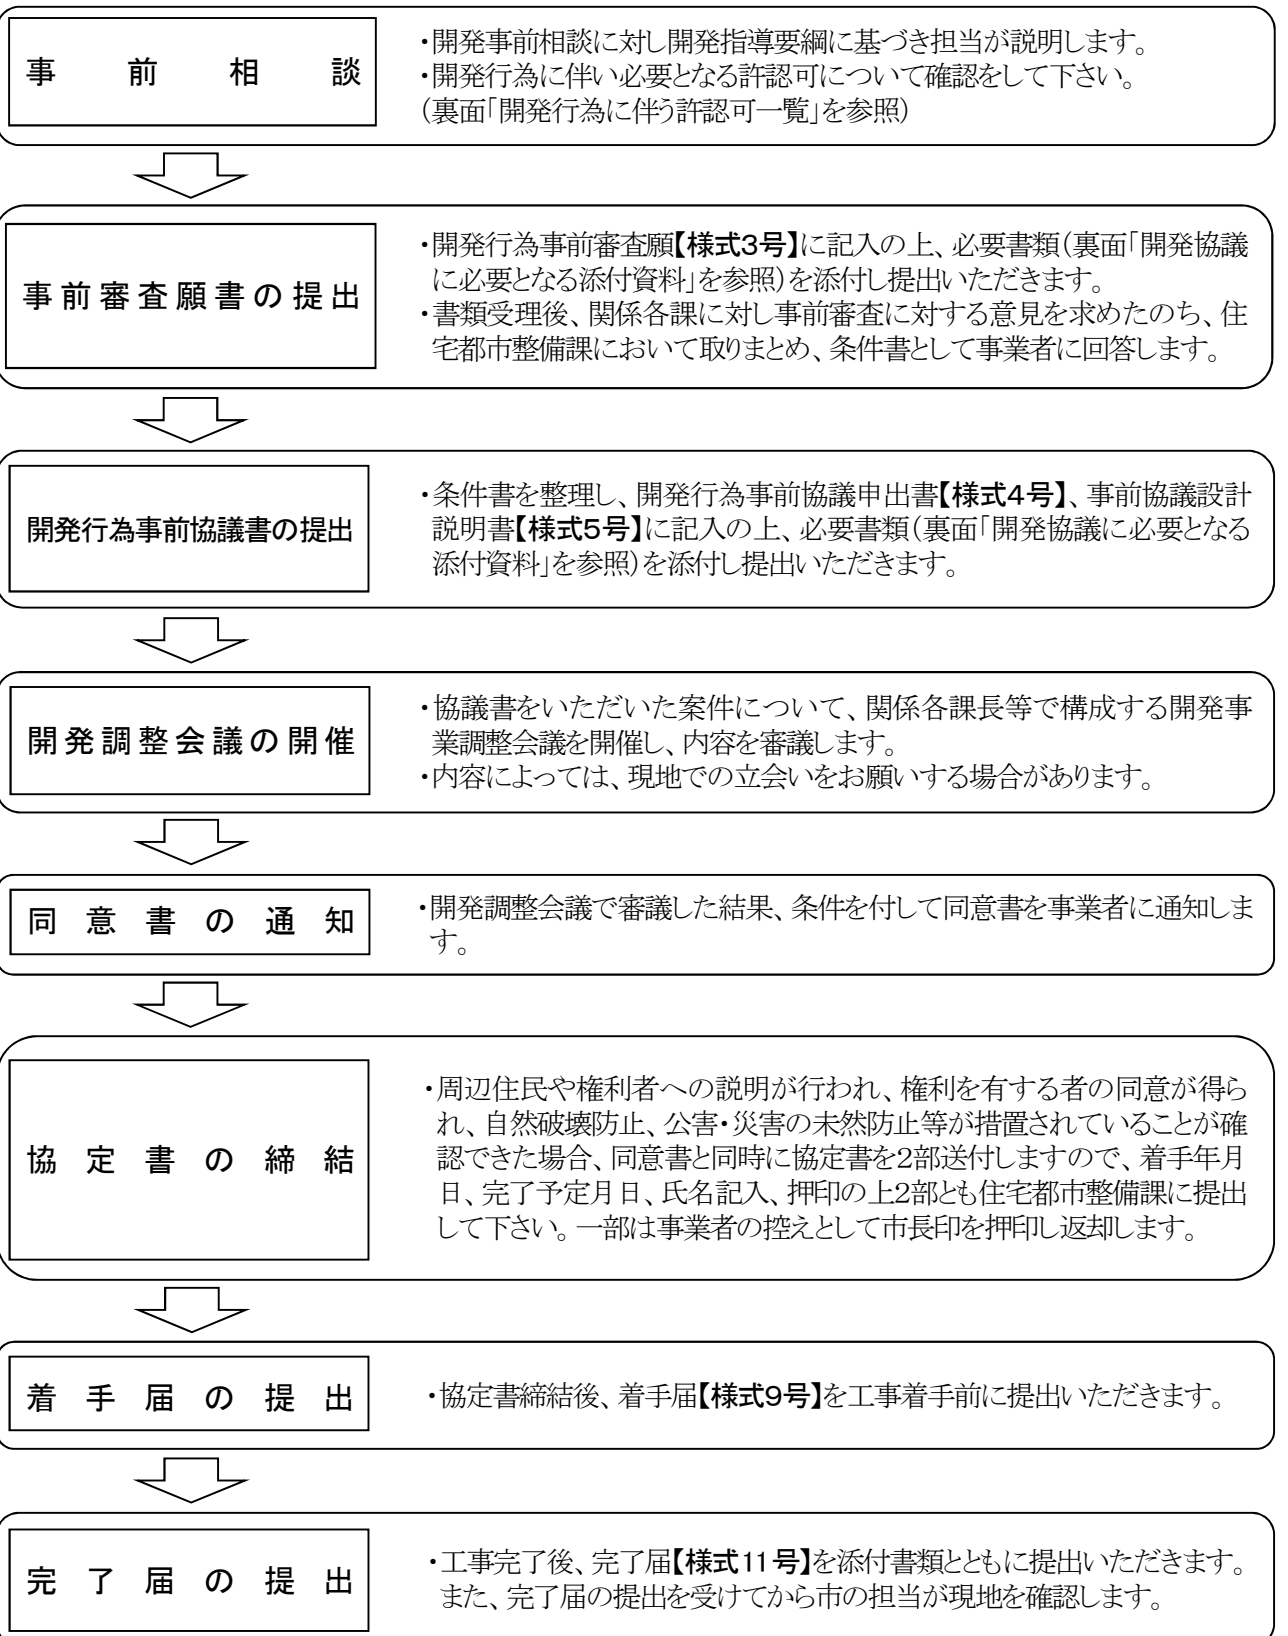 事前相談
・開発事前相談に対し開発指導要綱に基づき担当が説明します。
・開発行為に伴い必要となる許認可について確認をして下さい。
(裏面「開発行為に伴う許認可一覧」を参照)
事前審査願書の提出
・開発行為事前審査願【様式3号】に記入の上、必要書類(裏面「開発協議
に必要となる添付資料」を参照)を添付し提出いただきます。
・書類受理後、関係各課に対し事前審査に対する意見を求めたのち、住
宅都市整備課において取りまとめ、条件書として事業者に回答します。
開発行為事前協議書の提出
・条件書を整理し、開発行為事前協議申出書【様式4号】、事前協議設計
説明書【様式5号】に記入の上、必要書類(裏面「開発協議に必要となる
添付資料」を参照)を添付し提出いただきます。
開発調整会議の開催
・協議書をいただいた案件について、関係各課長等で構成する開発事
業調整会議を開催し、内容を審議します。
・内容によっては、現地での立会いをお願いする場合があります。
同意書の通知
・開発調整会議で審議した結果、条件を付して同意書を事業者に通知しま
す。
協定書の締結
・周辺住民や権利者への説明が行われ、権利を有する者の同意が得ら
れ、自然破壊防止、公害・災害の未然防止等が措置されていることが確
認できた場合、同意書と同時に協定書を2部送付しますので、着手年月
日、完了予定月日、氏名記入、押印の上2部とも住宅都市整備課に提出
して下さい。一部は事業者の控えとして市長印を押印し返却します。
着手届の提出
・協定書締結後、着手届【様式9号】を工事着手前に提出いただきます。
完了届の提出
・工事完了後、完了届【様式11号】を添付書類とともに提出いただきます。
また、完了届の提出を受けてから市の担当が現地を確認します。